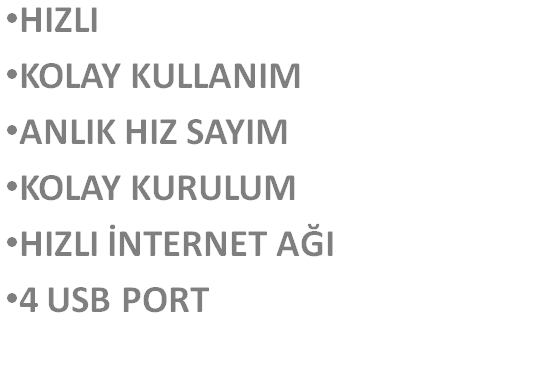 •HIZLI
•KOLAY KULLANIM
•ANLIK HIZ SAYIM
•KOLAY KURULUM
•HIZLI İNTERNET AĞI
•4 USB PORT